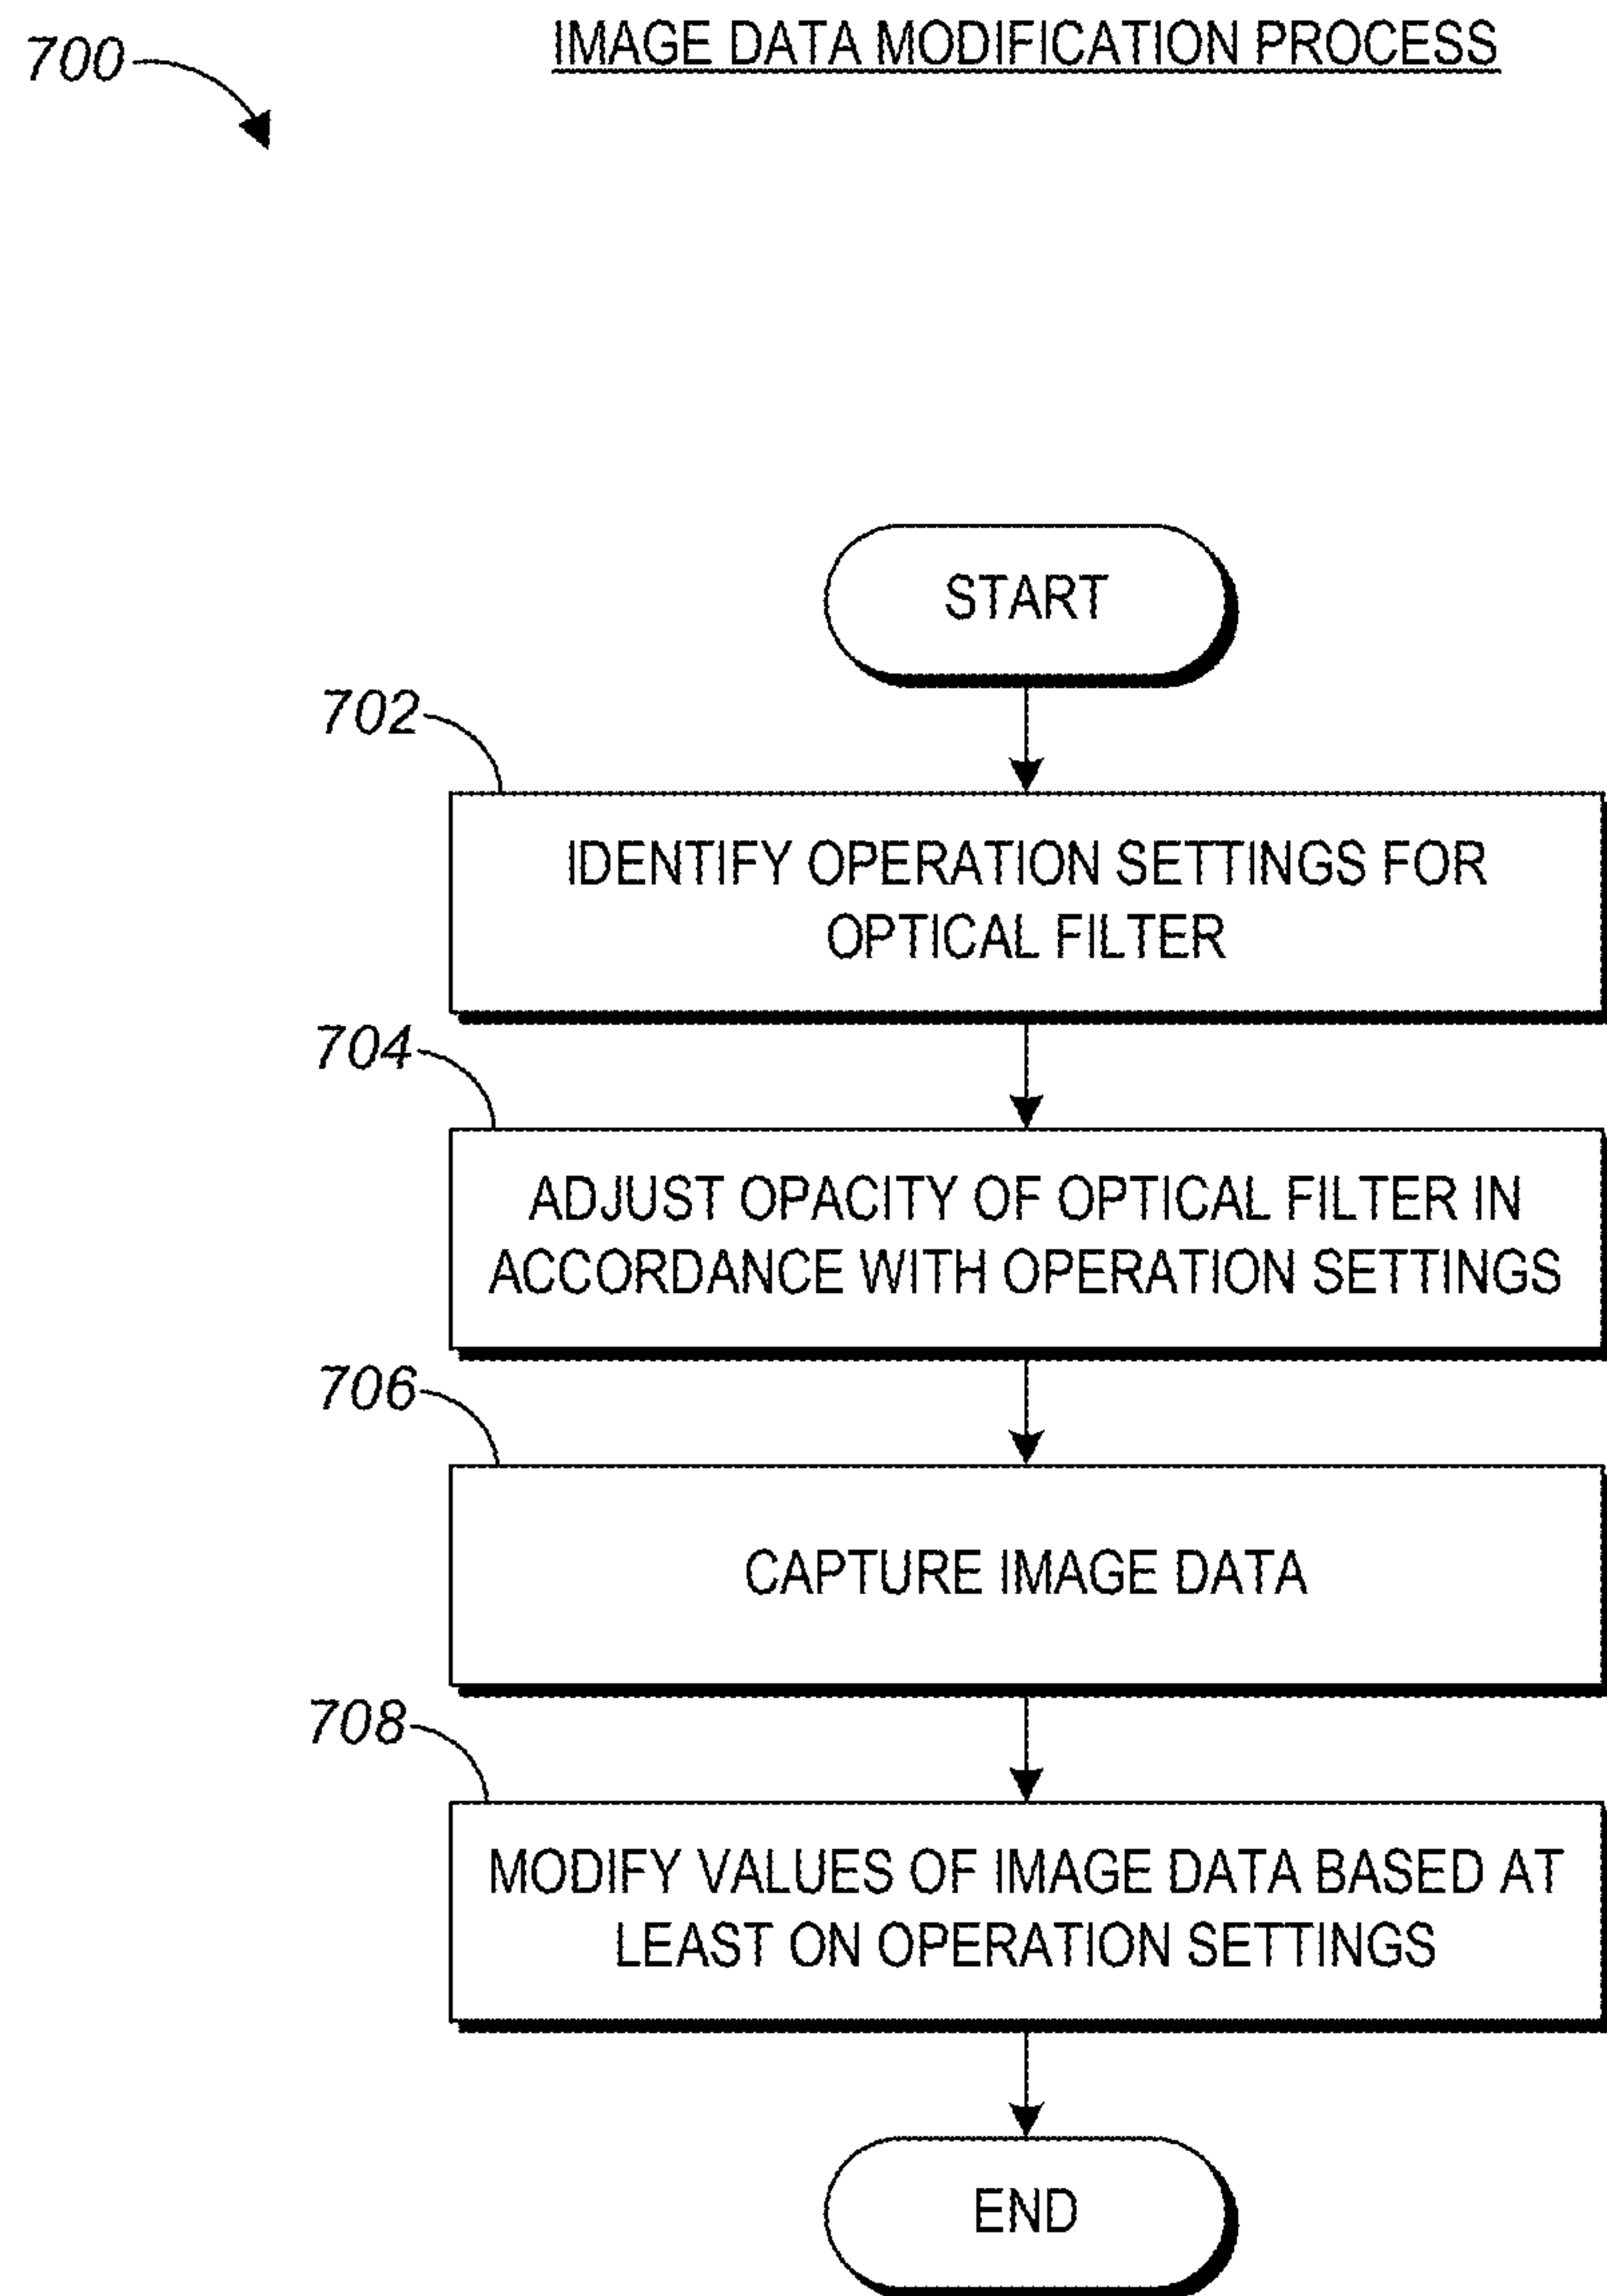 700
IMAGE DATA MODIFICATION PROCESS
START
702
IDENTIFY OPERATION SETTINGS FOR
OPTICAL FILTER
704
ADJUST OPACITY OF OPTICAL FILTER IN
ACCORDANCE WITH OPERATION SETTINGS
706
CAPTURE IMAGE DATA
708
MODIFY VALUES OF IMAGE DATA BASED AT
LEAST ON OPERATION SETTINGS
END